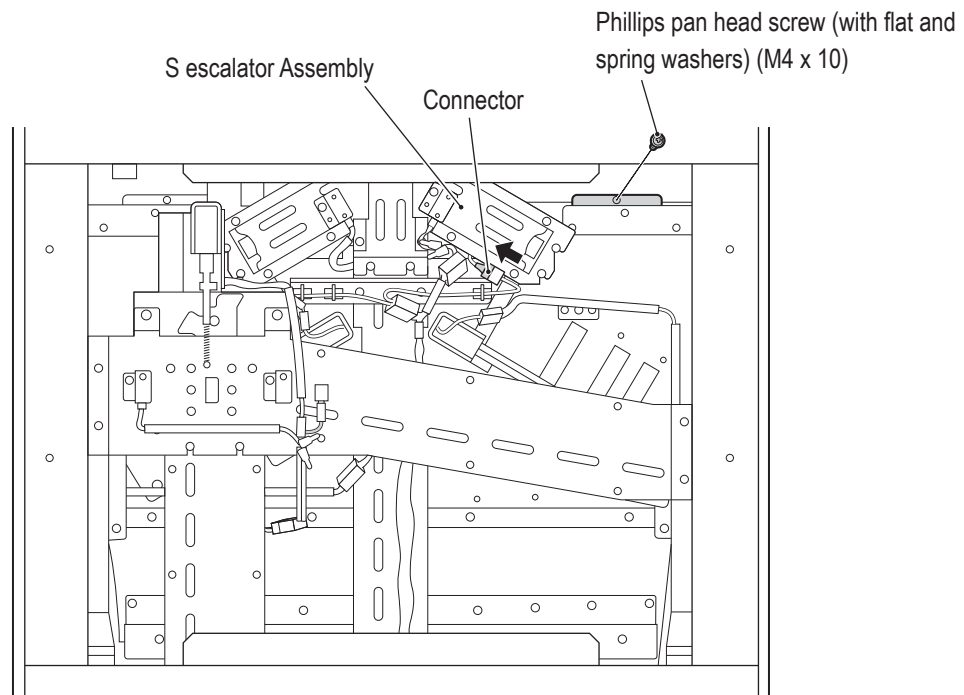 Phillips pan head screw (with flat and
spring washers) (M4 x 10)
S escalator Assembly
Connector